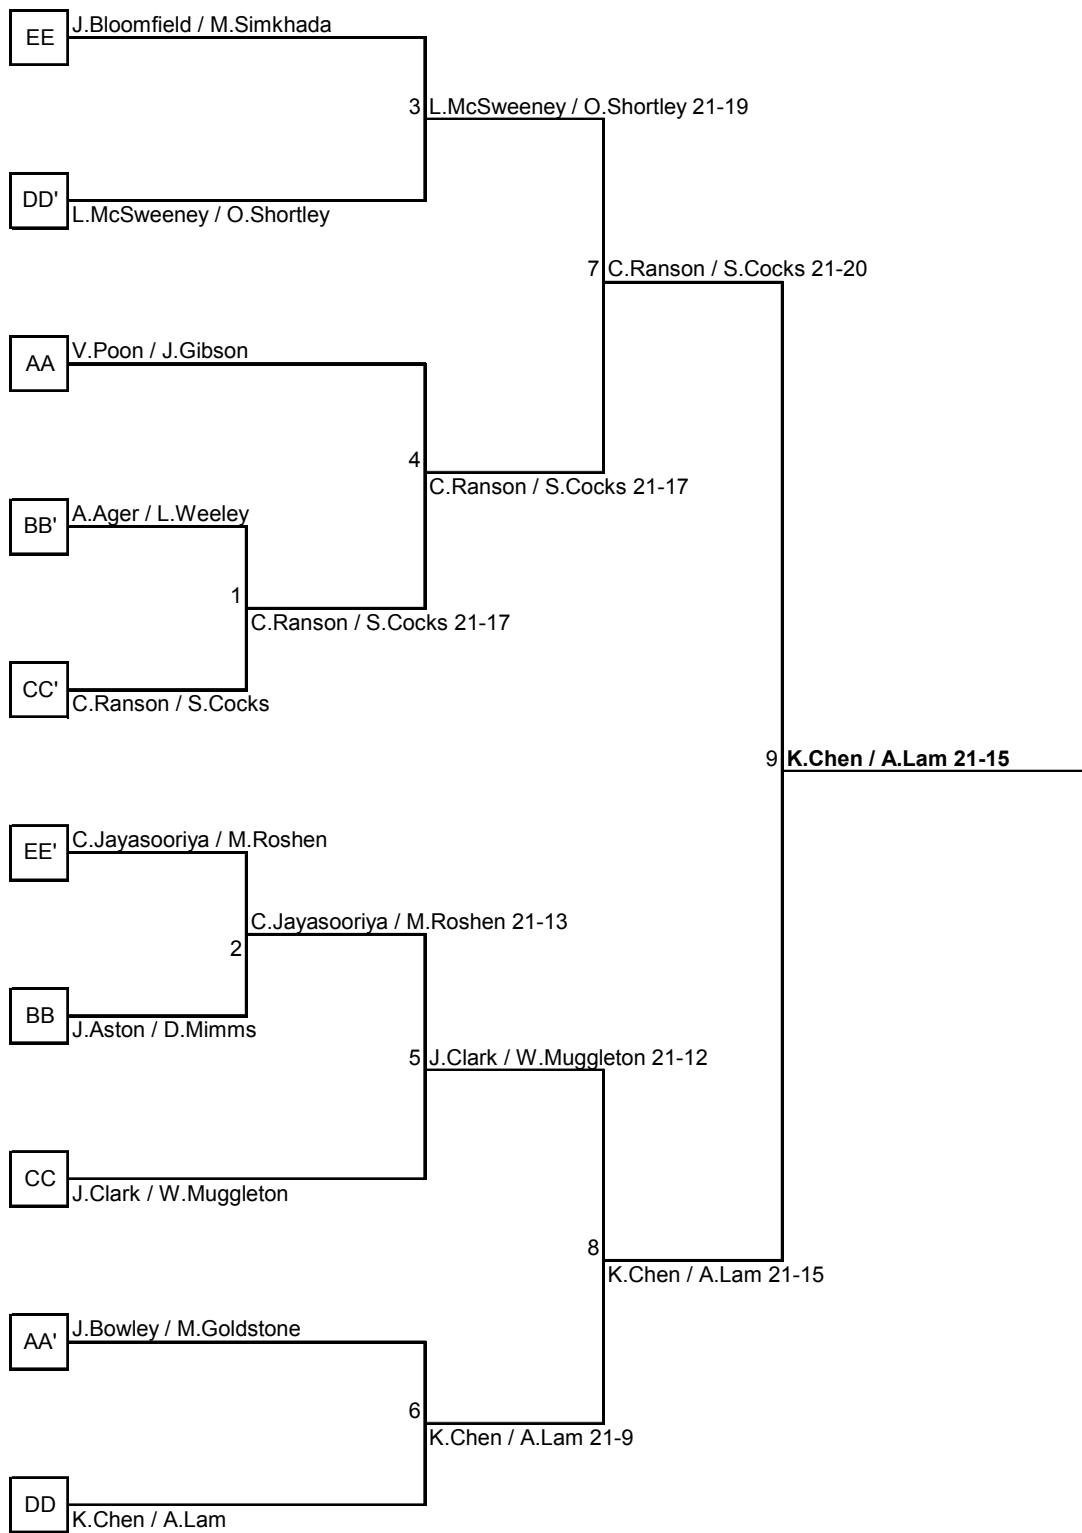 J.Bloomfield / M.Simkhada
EE
3 L.McSweeney / O.Shortley 21-19
DD'
L.McSweeney / O.Shortley
7 C.Ranson / S.Cocks 21-20
V.Poon / J.Gibson
AA
4
C.Ranson / S.Cocks 21-17
A.Ager / L.Weeley
BB'
1
C.Ranson / S.Cocks 21-17
CC'
C.Ranson / S.Cocks
9 K.Chen / A.Lam 21-15
C.Jayasooriya / M.Roshen
EE'
C.Jayasooriya / M.Roshen 21-13
2
BB
J.Aston / D.Mimms
5 J.Clark / W.Muggleton 21-12
CC
J.Clark / W.Muggleton
8
K.Chen / A.Lam 21-15
J.Bowley / M.Goldstone
AA'
6
K.Chen / A.Lam 21-9
DD
K.Chen / A.Lam